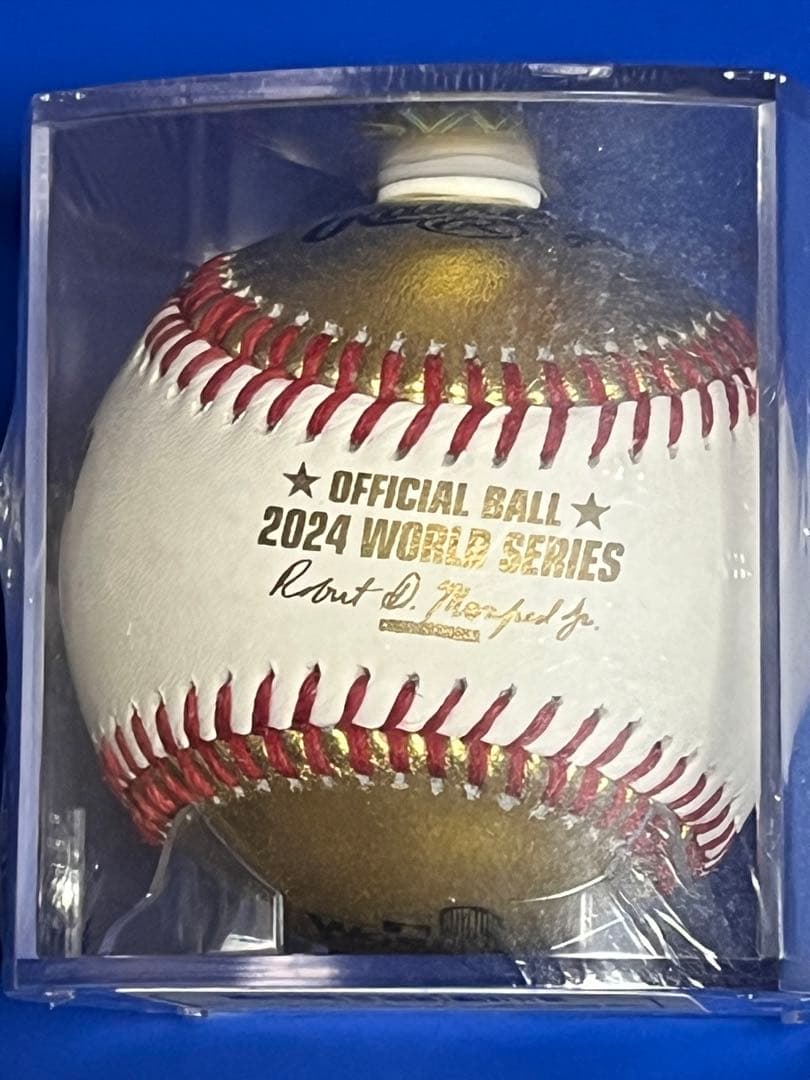 ★ OFFICIAL BALL ★
2024 WORLD SERIES
Robert D. Manfred Jr.